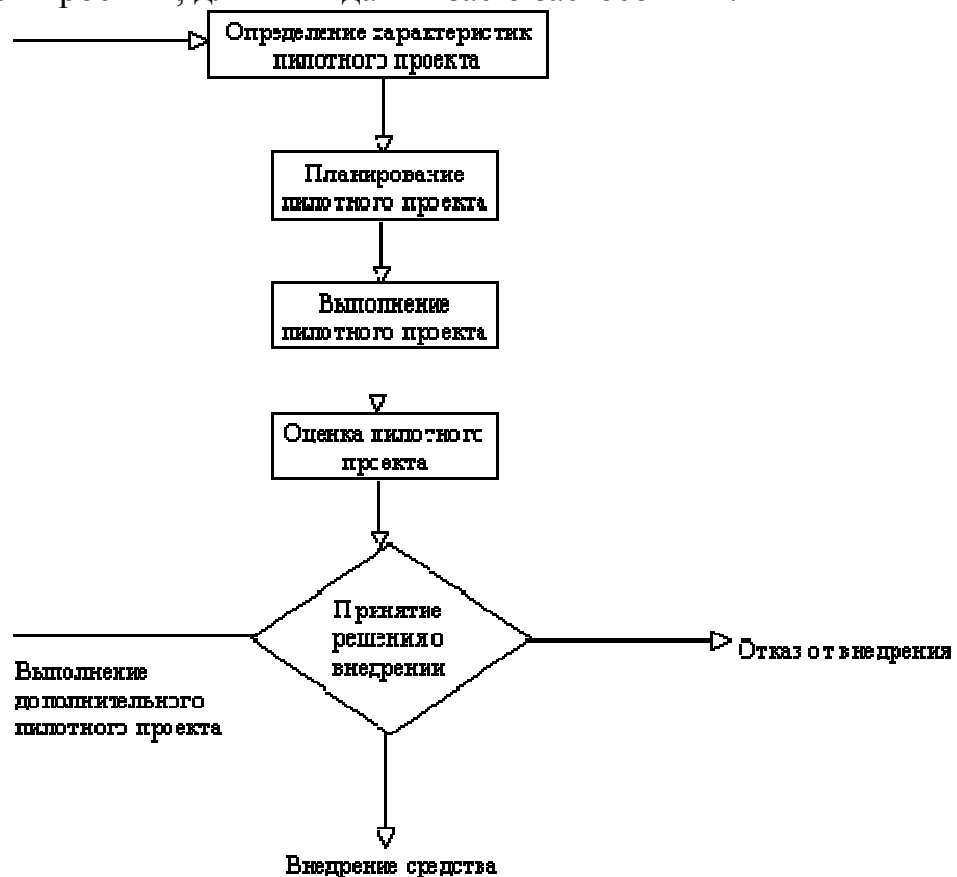 Определение характеристик
пилотного проекта
Планирование
пилотного проекта
Выполнение
пилотного проекта
Оценка пилотного
проекта
Принятие
решения о
внедрении
Отказ от внедрения
Выполнение
дополнительного
пилотного проекта
Внедрение средства